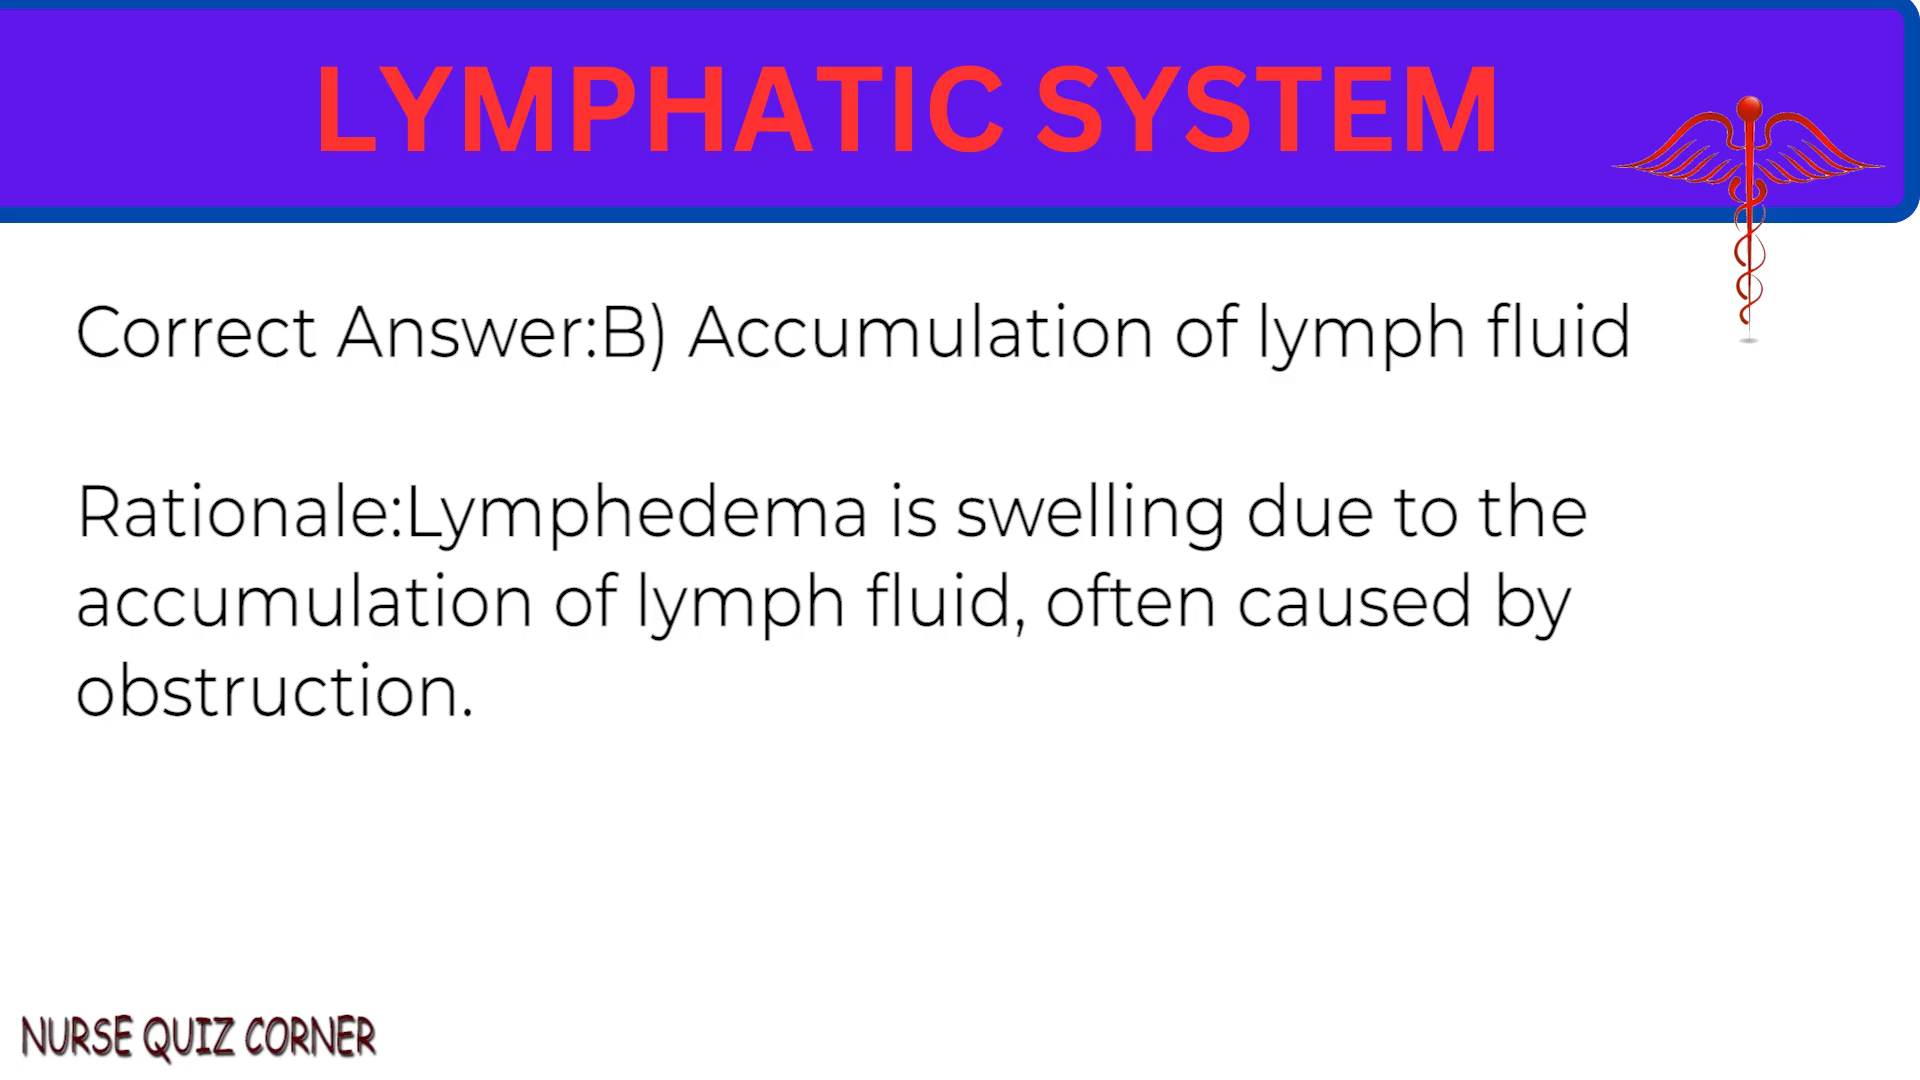 LYMPHATIC SYSTEM
Correct Answer:B) Accumulation of lymph fluid
Rationale:Lymphedema is swelling due to the
accumulation of lymph fluid, often caused by
obstruction.
NURSE QUIZ CORNER